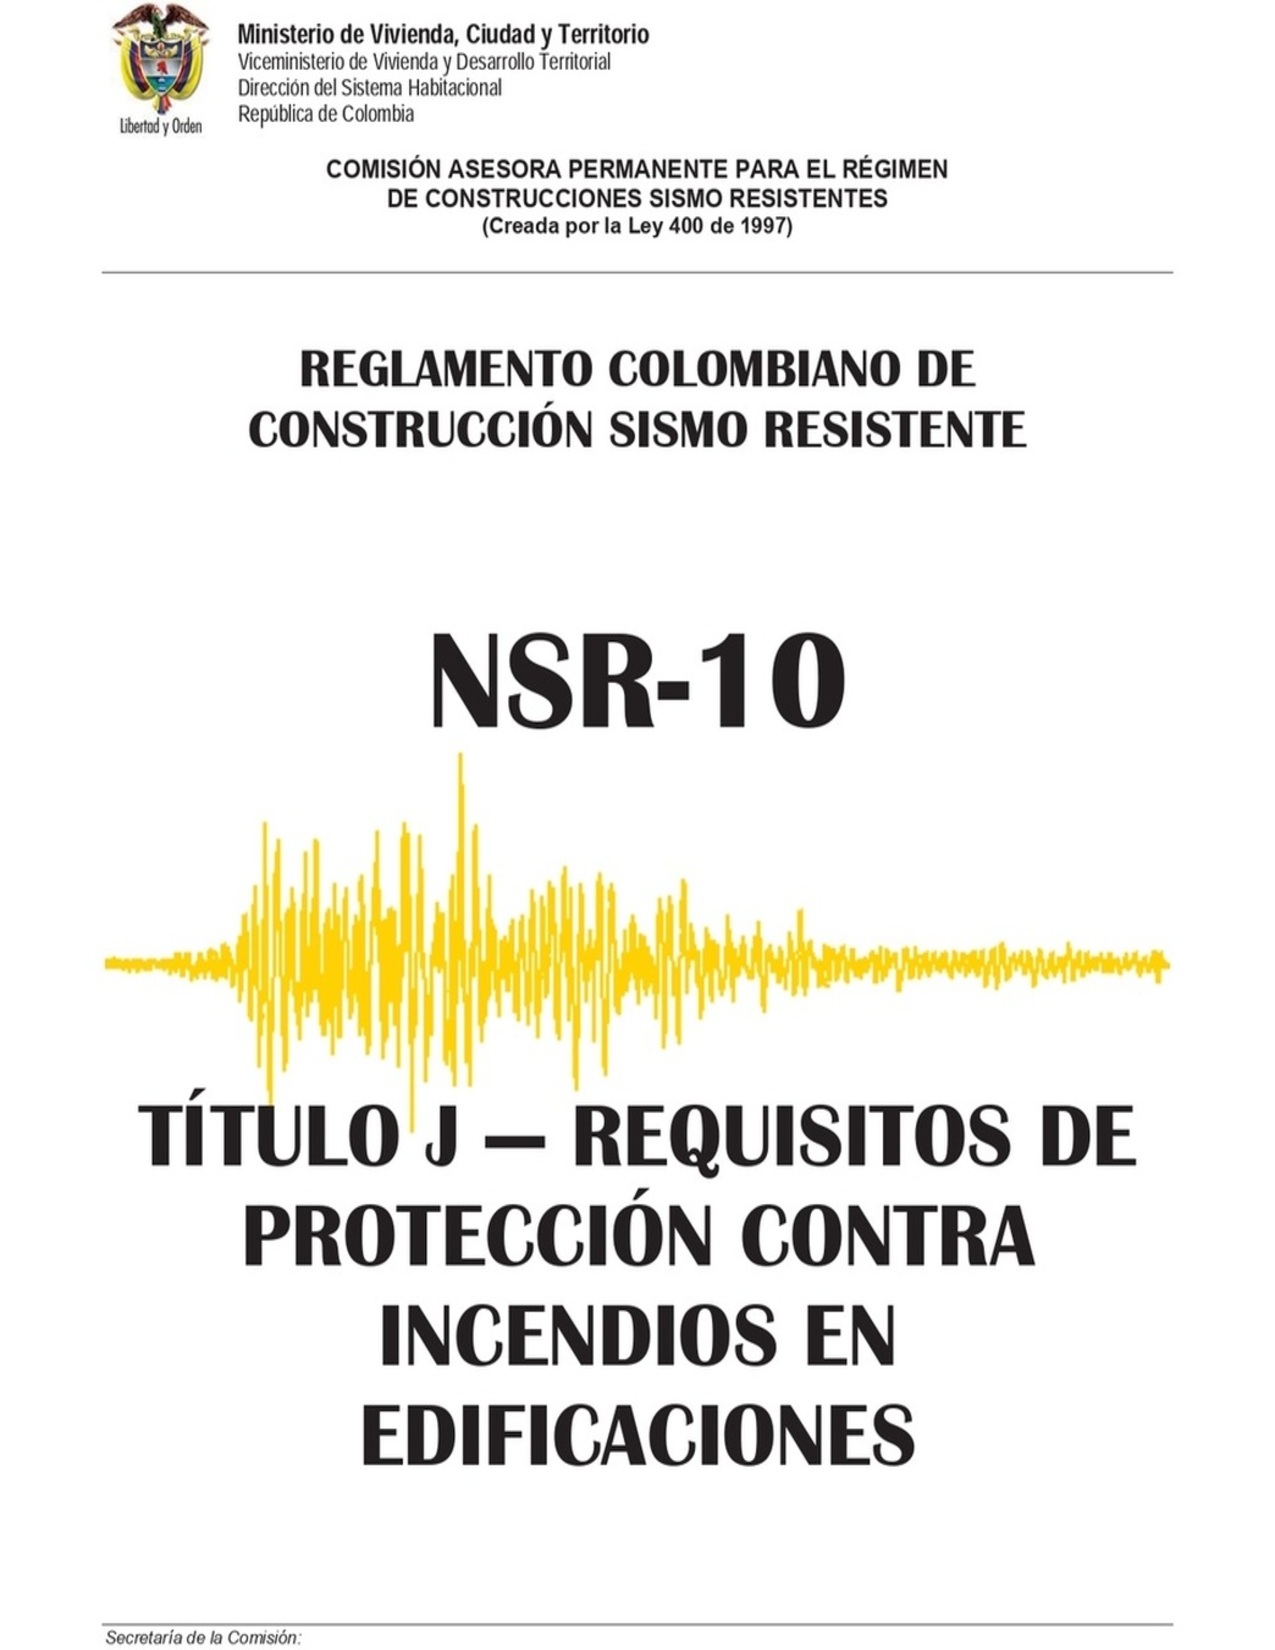 Ministerio de Vivienda, Ciudad y Territorio
Viceministerio de Vivienda y Desarrollo Territorial
Dirección del Sistema Habitacional
República de Colombia
Libertad y Orden
COMISIÓN ASESORA PERMANENTE PARA EL RÉGIMEN
DE CONSTRUCCIONES SISMO RESISTENTES
(Creada por la Ley 400 de 1997)
REGLAMENTO COLOMBIANO DE
CONSTRUCCIÓN SISMO RESISTENTE
NSR-10
TÍTULO J — REQUISITOS DE
PROTECCIÓN CONTRA
INCENDIOS EN
EDIFICACIONES
Secretaría de la Comisión: